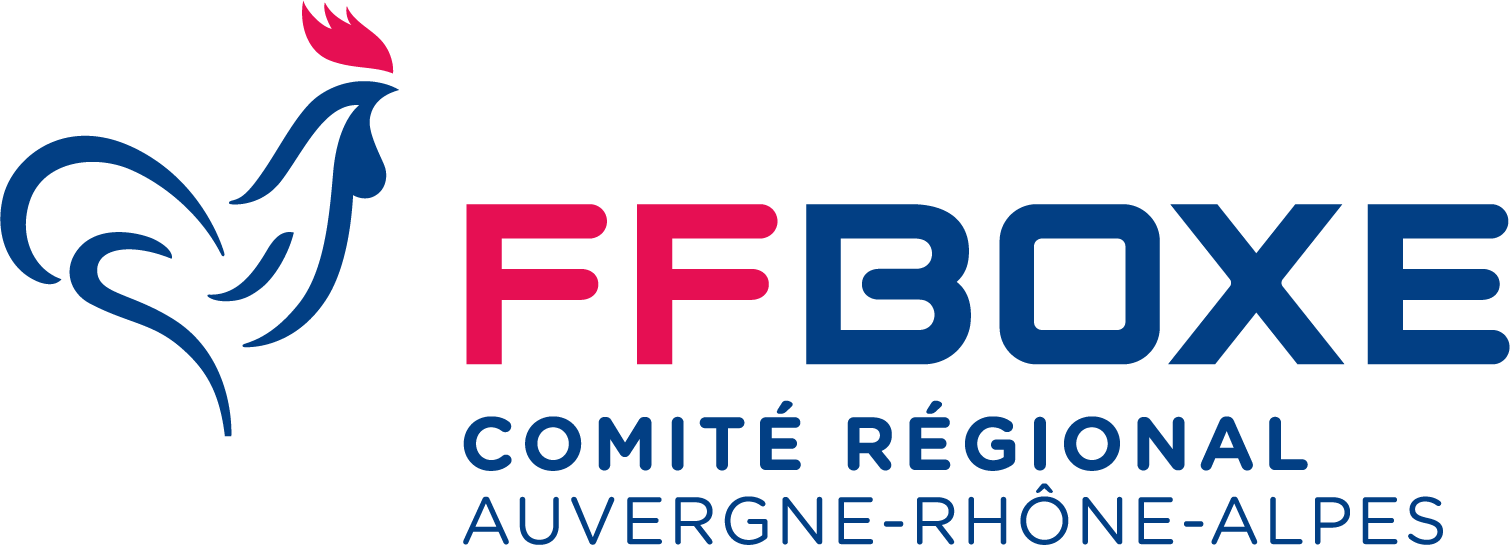 FFBOXE
COMITÉ RÉGIONAL
AUVERGNE-RHÔNE-ALPES